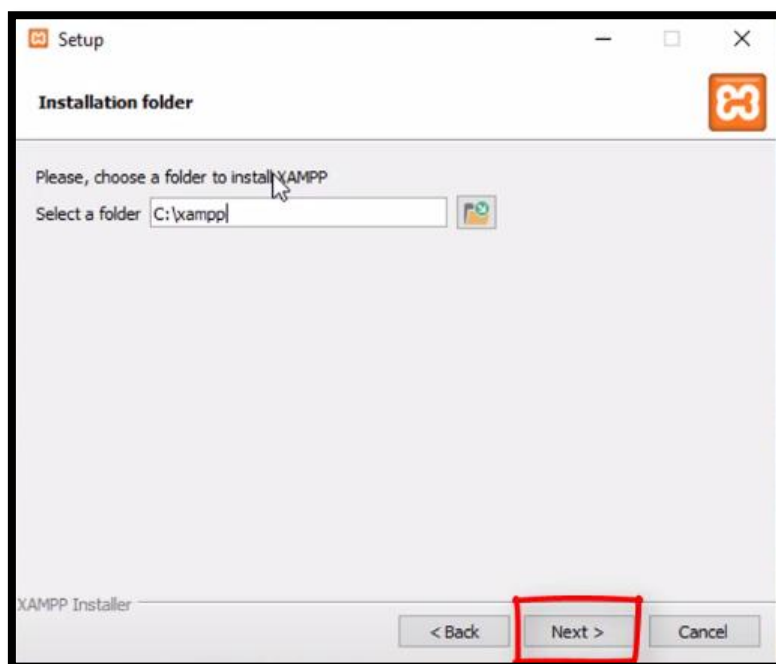 Setup
Installation folder
Please, choose a folder to install XAMPP
Select a folder C:\xampp
XAMPP Installer
< Back Next > Cancel